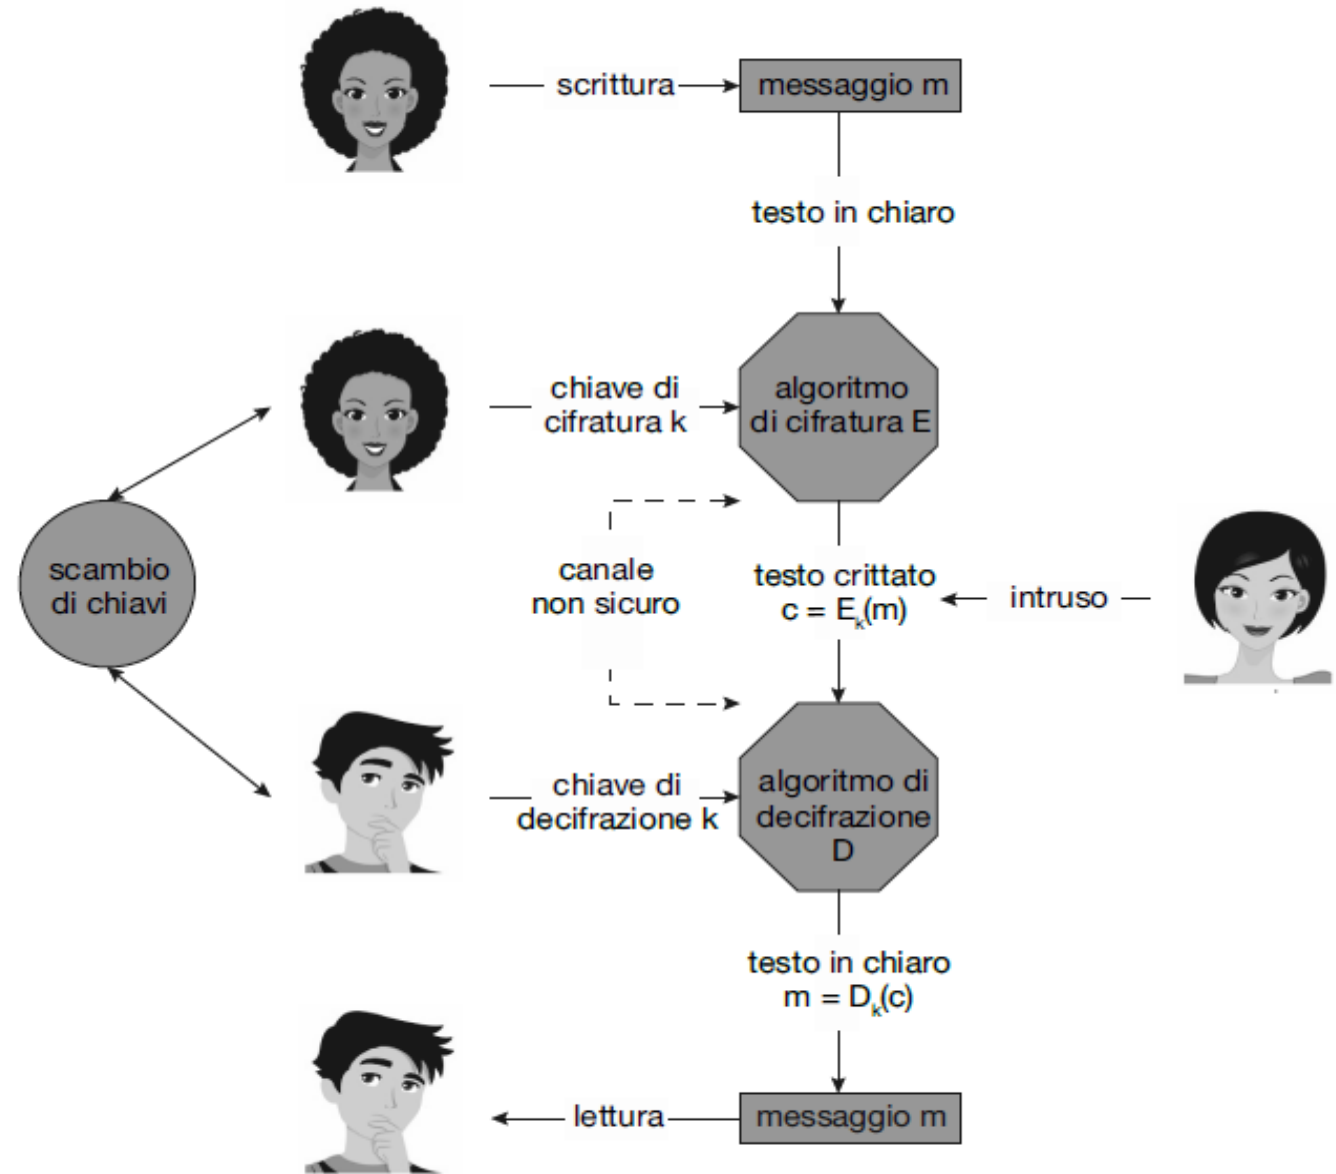 scrittura
messaggio m
testo in chiaro
chiave di
cifratura k
algoritmo
di cifratura E
scambio
di chiavi
canale
non sicuro
testo crittato
c = Eₖ(m)
intruso
chiave di
decifrazione k
algoritmo di
decifrazione
D
testo in chiaro
m = Dₖ(c)
lettura
messaggio m